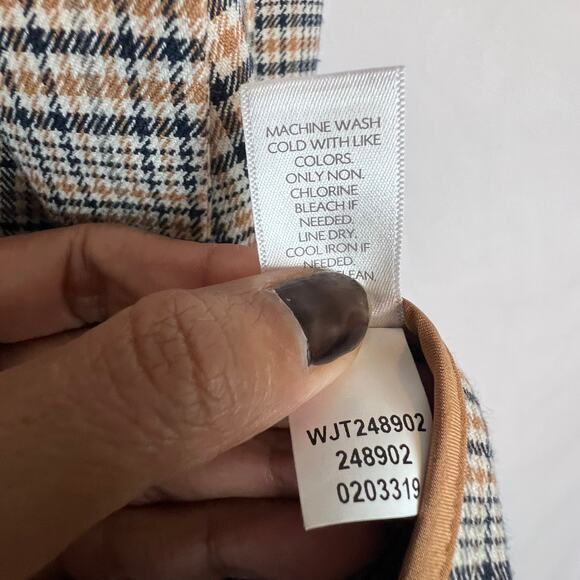 MACHINE WASH
COLD WITH LIKE
COLORS.
ONLY NON.
CHLORINE
BLEACH IF
NEEDED.
LINE DRY.
COOL IRON IF
NEEDED.
CLEAN
WJT248902
248902
0203319